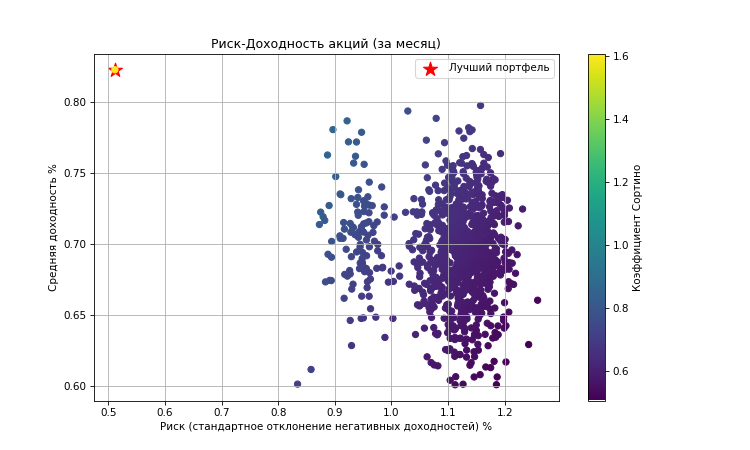 Риск-Доходность акций (за месяц)
Лучший портфель
Средняя доходность %
0.80
0.75
0.70
0.65
0.60
0.5 0.6 0.7 0.8 0.9 1.0 1.1 1.2
Риск (стандартное отклонение негативных доходностей) %
1.6
1.4
1.2
1.0
0.8
0.6
Коэффициент Сортино